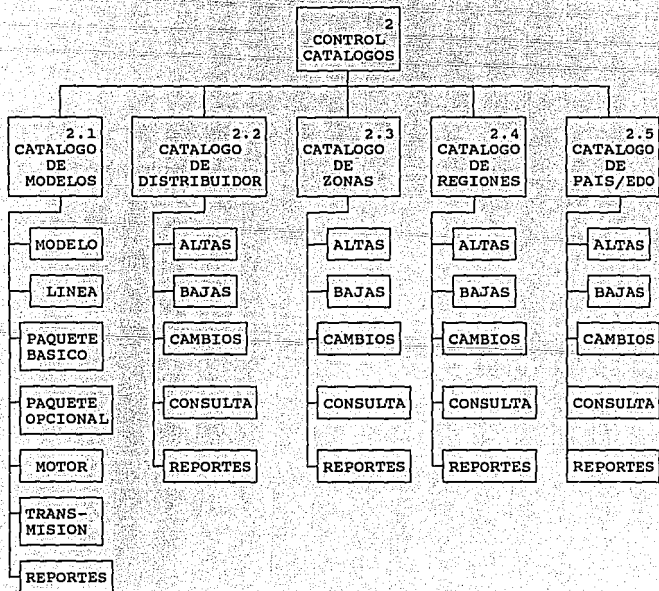 2
CONTROL
CATALOGOS
2.1
CATALOGO
DE
MODELOS
2.2
CATALOGO
DE
DISTRIBUIDOR
2.3
CATALOGO
DE
ZONAS
2.4
CATALOGO
DE
REGIONES
2.5
CATALOGO
DE
PAIS/EDO
MODELO
LINEA
PAQUETE
BASICO
PAQUETE
OPCIONAL
MOTOR
TRANS-
MISION
REPORTES
ALTAS
BAJAS
CAMBIOS
CONSULTA
REPORTES
ALTAS
BAJAS
CAMBIOS
CONSULTA
REPORTES
ALTAS
BAJAS
CAMBIOS
CONSULTA
REPORTES
ALTAS
BAJAS
CAMBIOS
CONSULTA
REPORTES